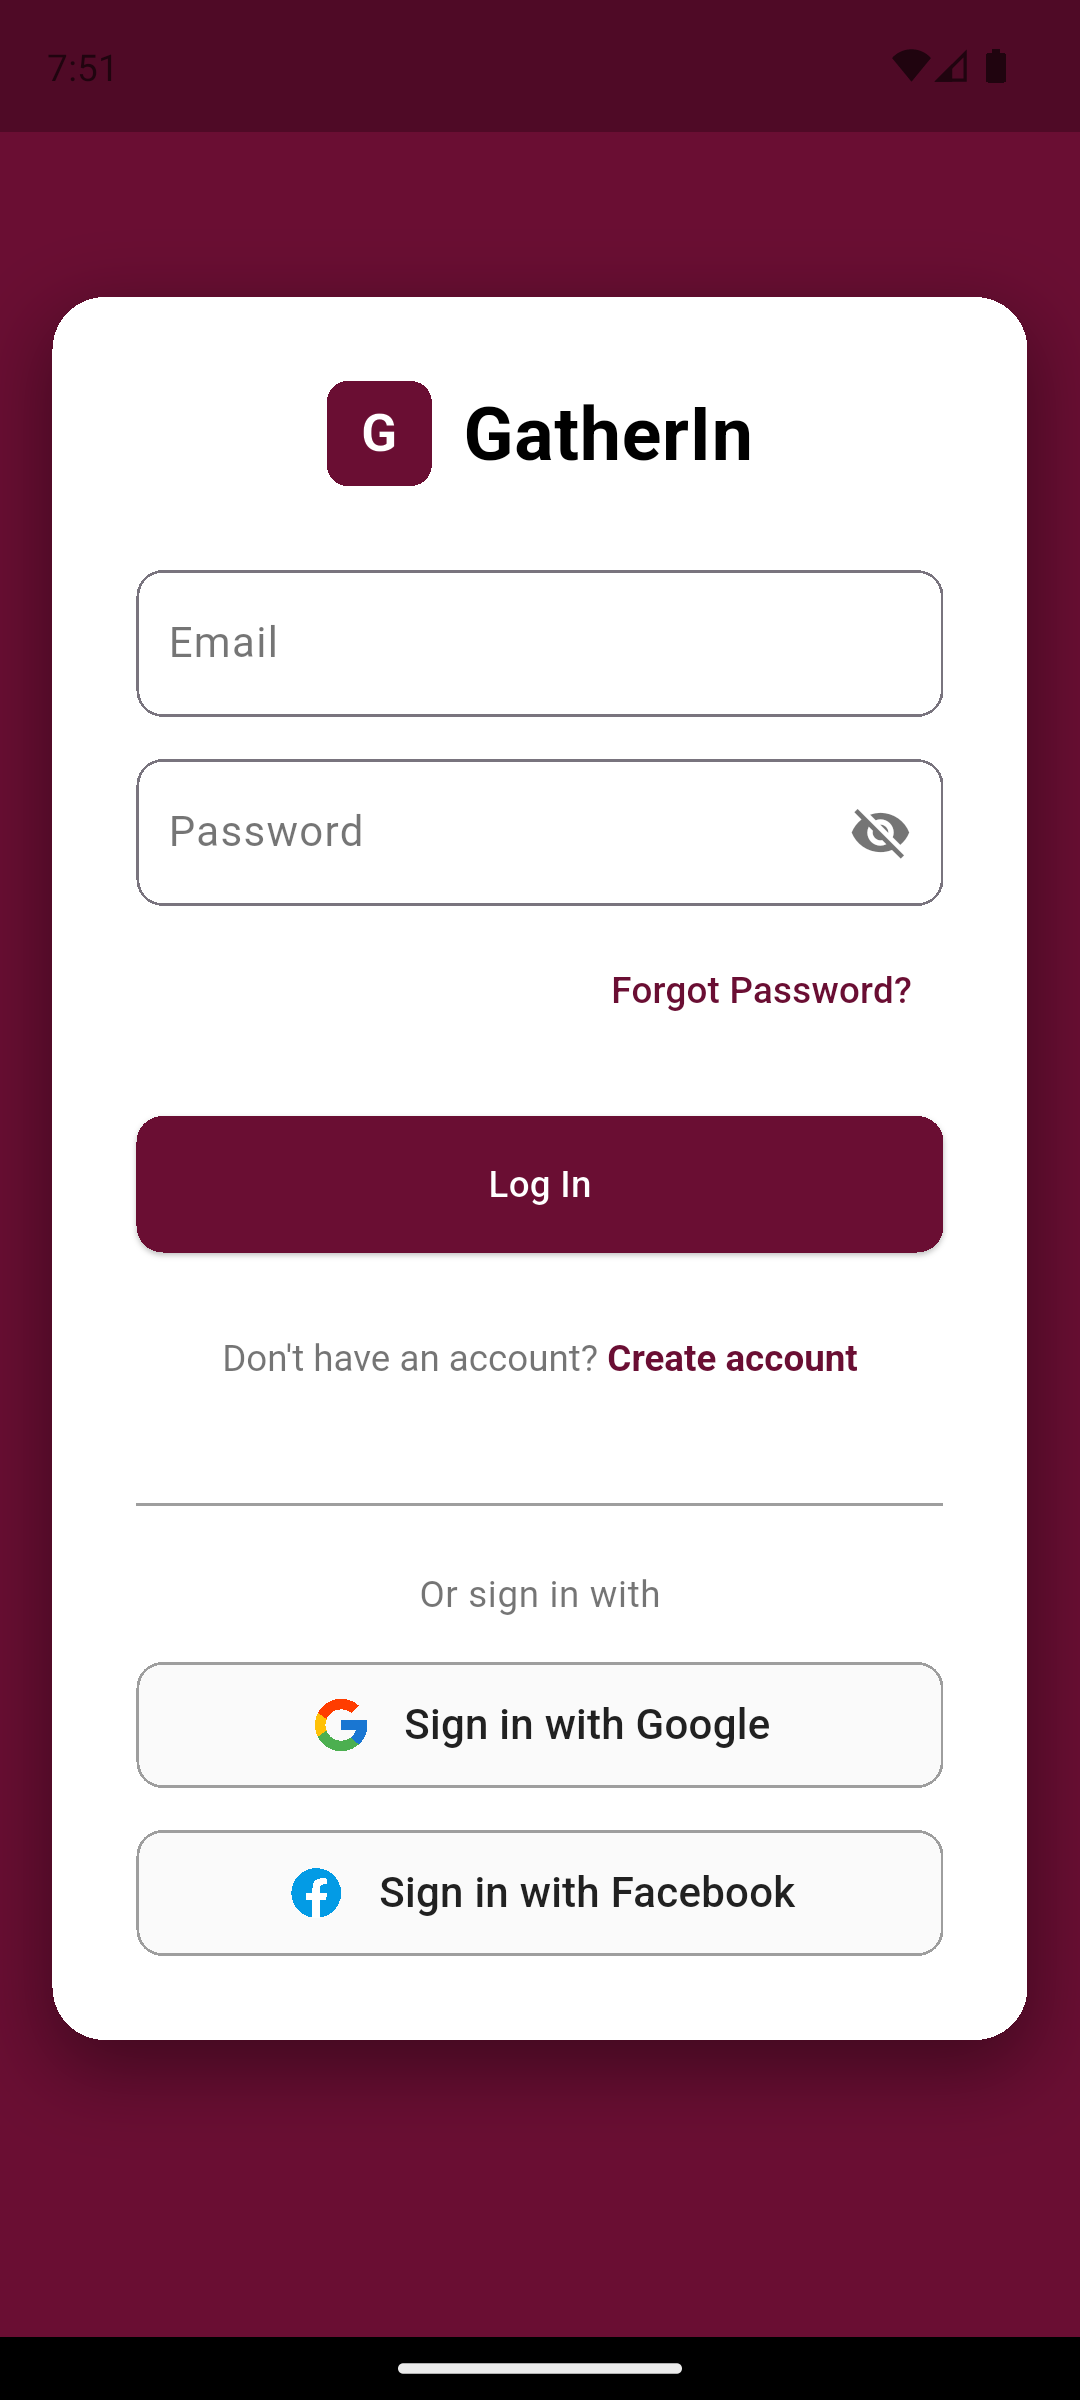 7:51
G GatherIn
Email
Password
Forgot Password?
Log In
Don't have an account? Create account
Or sign in with
Sign in with Google
Sign in with Facebook